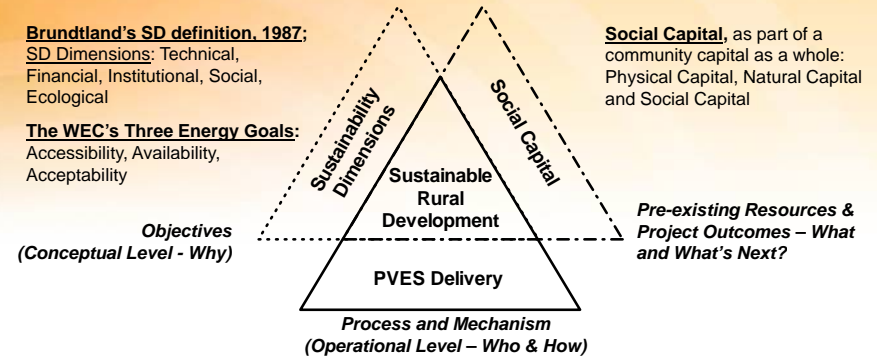 Brundtland's SD definition, 1987;
SD Dimensions: Technical,
Financial, Institutional, Social,
Ecological
The WEC's Three Energy Goals:
Accessibility, Availability,
Acceptability
Objectives
(Conceptual Level - Why)
Sustainability
Dimensions
Social Capital
Sustainable
Rural
Development
PVES Delivery
Process and Mechanism
(Operational Level – Who & How)
Social Capital, as part of a
community capital as a whole:
Physical Capital, Natural Capital
and Social Capital
Pre-existing Resources &
Project Outcomes – What
and What's Next?